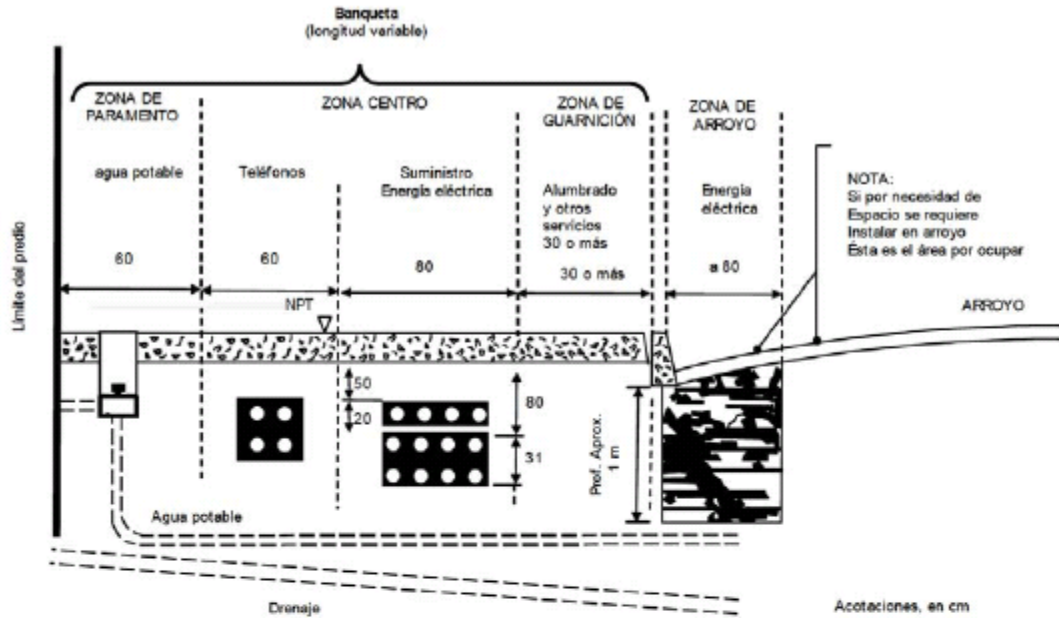 Banqueta
(longitud variable)
ZONA DE
PARAMENTO
ZONA CENTRO
ZONA DE
GUARNICIÓN
ZONA DE
ARROYO
agua potable
Teléfonos
Suministro
Energía eléctrica
Alumbrado
y otros
servicios
30 o más
Energía
eléctrica
NOTA:
Si por necesidad de
Espacio se requiere
Instalar en arroyo
Ésta es el área por ocupar
60
60
80
30 o más
a 60
Límite del predio
NPT
ARROYO
50
20
80
31
Prof. Aprox.
1 m
Agua potable
Drenaje
Acotaciones, en cm